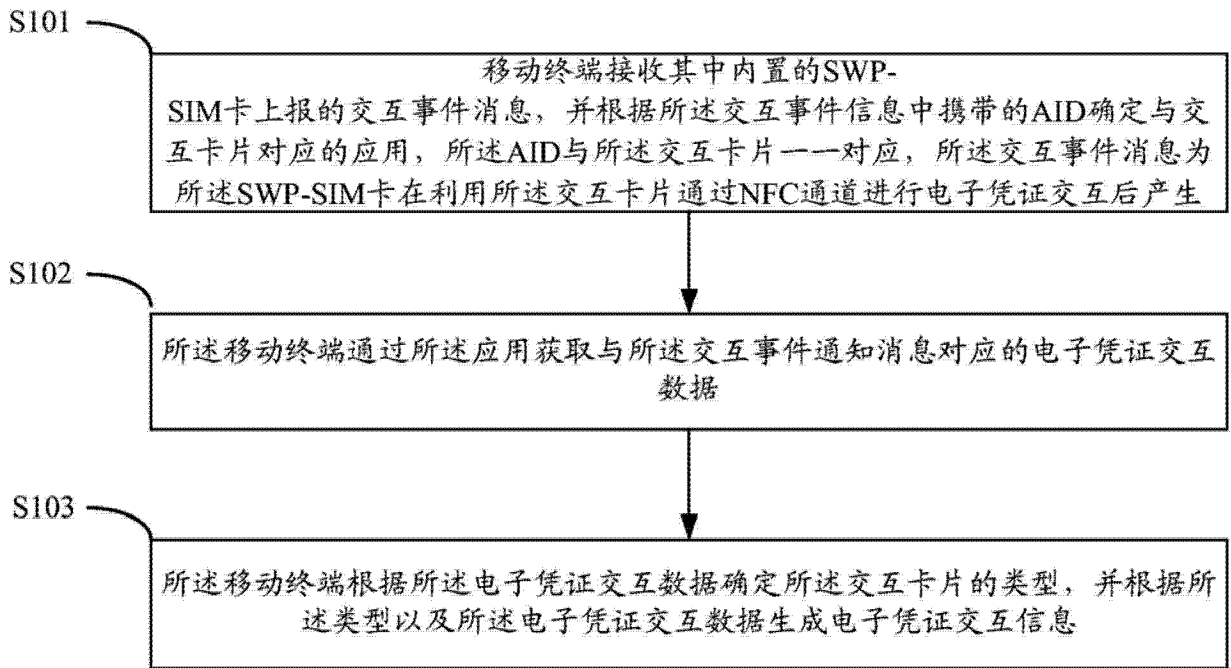 S101
移动终端接收其中内置的SWP-
SIM卡上报的交互事件消息，并根据所述交互事件信息中携带的AID确定与交
互卡片对应的应用，所述AID与所述交互卡片一一对应，所述交互事件消息为
所述SWP-SIM卡在利用所述交互卡片通过NFC通道进行电子凭证交互后产生
S102
所述移动终端通过所述应用获取与所述交互事件通知消息对应的电子凭证交互
数据
S103
所述移动终端根据所述电子凭证交互数据确定所述交互卡片的类型，并根据所
述类型以及所述电子凭证交互数据生成电子凭证交互信息